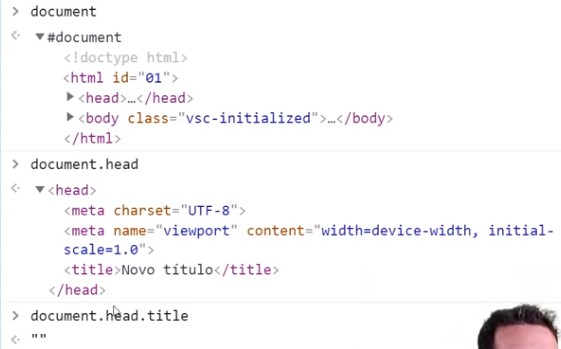 > document
<· ▼#document
<!doctype html>
<html id="01">
▶<head>…</head>
▶<body class="vsc-initialized">…</body>
</html>
> document.head
<· ▼<head>
<meta charset="UTF-8">
<meta name="viewport" content="width=device-width, initial-
scale=1.0">
<title>Novo título</title>
</head>
> document.head.title
<· ""